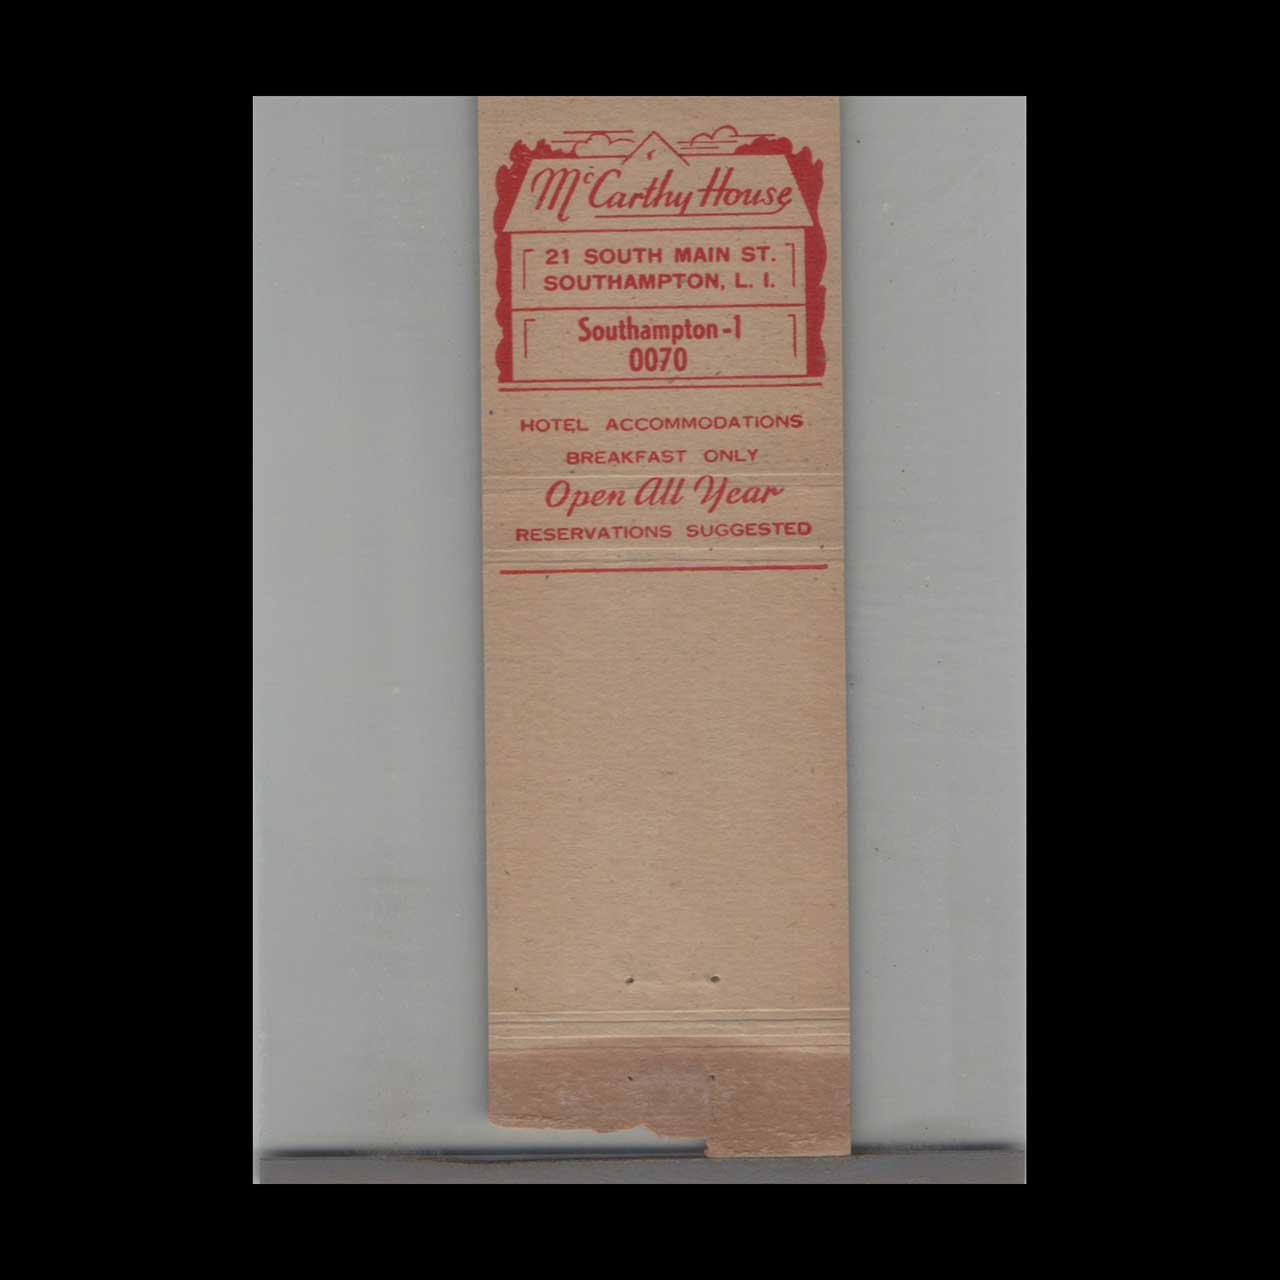 McCarthy House
21 SOUTH MAIN ST.
SOUTHAMPTON, L. I.
Southampton-1
0070
HOTEL ACCOMMODATIONS
BREAKFAST ONLY
Open All Year
RESERVATIONS SUGGESTED